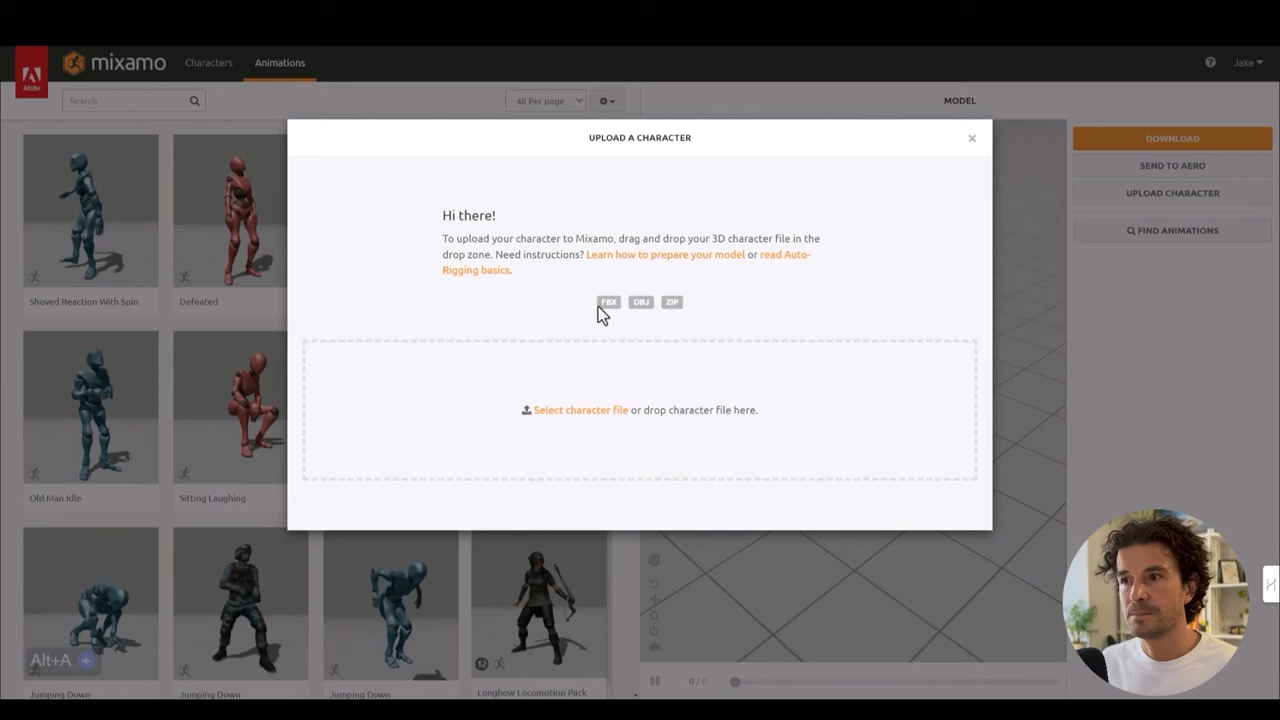 Adobe
mixamo
Characters
Animations
Jake
Search
48 Per page
MODEL
UPLOAD A CHARACTER
×
DOWNLOAD
SEND TO AERO
UPLOAD CHARACTER
FIND ANIMATIONS
Hi there!
To upload your character to Mixamo, drag and drop your 3D character file in the
drop zone. Need instructions? Learn how to prepare your model or read Auto-
Rigging basics.
FBX OBJ ZIP
Select character file or drop character file here.
Shoved Reaction With Spin
Defeated
Old Man Idle
Sitting Laughing
12
Alt+A
Jumping Down
Jumping Down
Jumping Down
Longbow Locomotion Pack
0 / 0